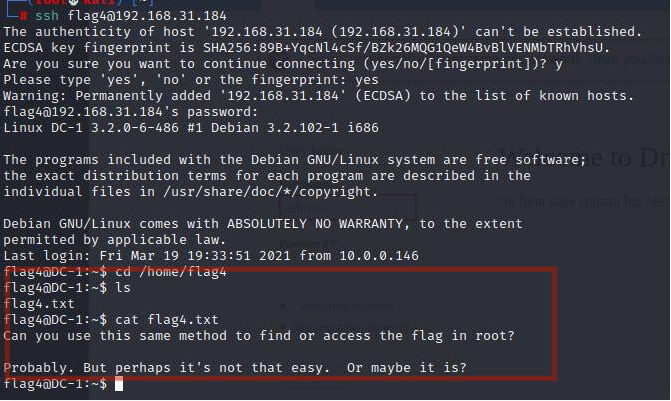 ssh flag4@192.168.31.184
The authenticity of host '192.168.31.184 (192.168.31.184)' can't be established.
ECDSA key fingerprint is SHA256:89B+YqcNl4cSf/BZk26MQG1QeW4BvBlVENMbTRhVhsU.
Are you sure you want to continue connecting (yes/no/[fingerprint])? y
Please type 'yes', 'no' or the fingerprint: yes
Warning: Permanently added '192.168.31.184' (ECDSA) to the list of known hosts.
flag4@192.168.31.184's password:
Linux DC-1 3.2.0-6-486 #1 Debian 3.2.102-1 i686
The programs included with the Debian GNU/Linux system are free software;
the exact distribution terms for each program are described in the
individual files in /usr/share/doc/*/copyright.
Debian GNU/Linux comes with ABSOLUTELY NO WARRANTY, to the extent
permitted by applicable law.
Last login: Fri Mar 19 19:33:51 2021 from 10.0.0.146
flag4@DC-1:~$ cd /home/flag4
flag4@DC-1:~$ ls
flag4.txt
flag4@DC-1:~$ cat flag4.txt
Can you use this same method to find or access the flag in root?
Probably. But perhaps it's not that easy.  Or maybe it is?
flag4@DC-1:~$